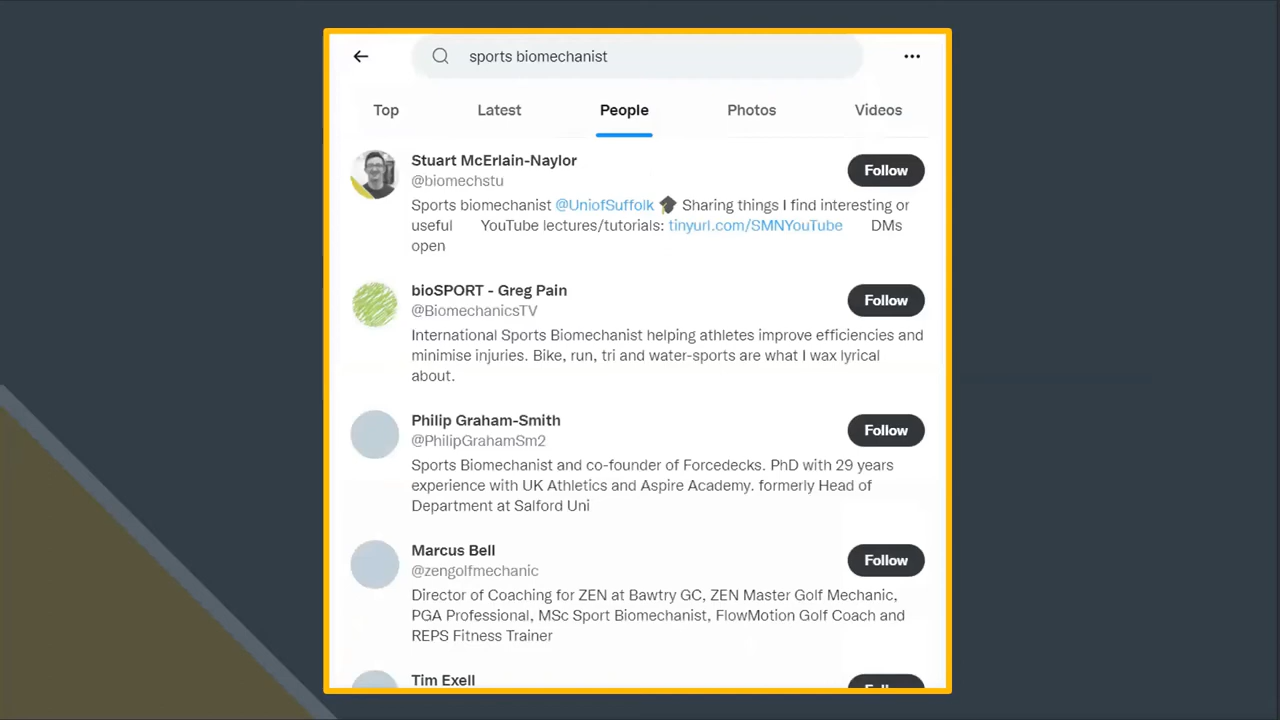 sports biomechanist
Top Latest People Photos Videos
Stuart McErlain-Naylor
Follow
@biomechstu
Sports biomechanist @UniofSuffolk 🎓 Sharing things I find interesting or
useful YouTube lectures/tutorials: tinyurl.com/SMNYouTube DMs
open
bioSPORT - Greg Pain
Follow
@BiomechanicsTV
International Sports Biomechanist helping athletes improve efficiencies and
minimise injuries. Bike, run, tri and water-sports are what I wax lyrical
about.
Philip Graham-Smith
Follow
@PhilipGrahamSm2
Sports Biomechanist and co-founder of Forcedecks. PhD with 29 years
experience with UK Athletics and Aspire Academy. formerly Head of
Department at Salford Uni
Marcus Bell
Follow
@zengolfmechanic
Director of Coaching for ZEN at Bawtry GC, ZEN Master Golf Mechanic,
PGA Professional, MSc Sport Biomechanist, FlowMotion Golf Coach and
REPS Fitness Trainer
Tim Exell